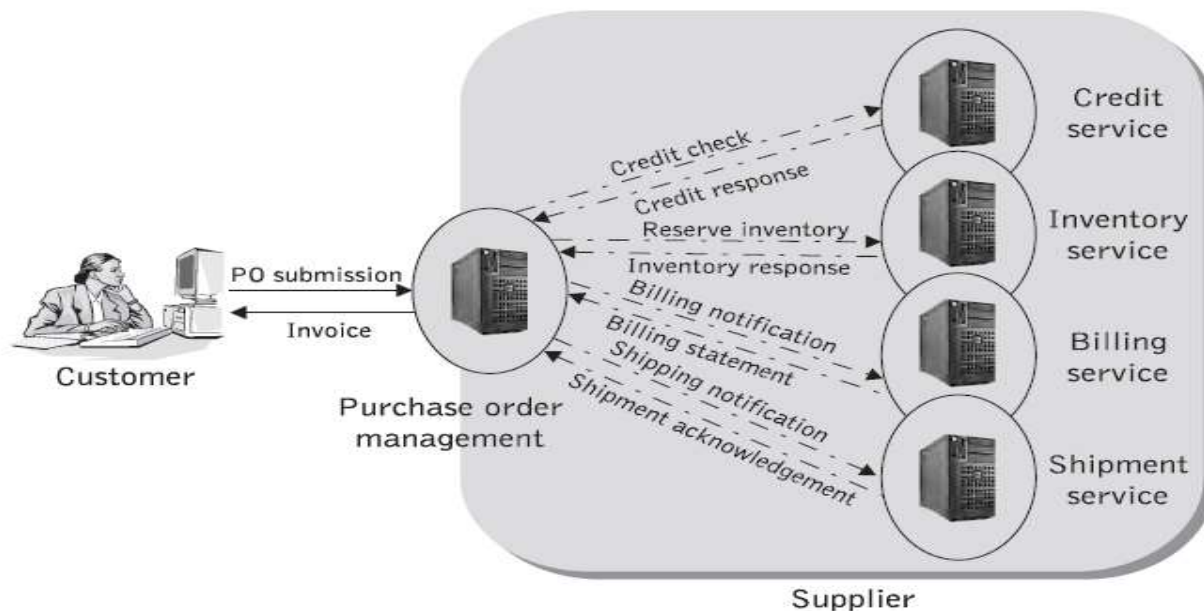 Credit
service
Credit check
Credit response
Inventory
service
Reserve inventory
Inventory response
PO submission
Invoice
Customer
Purchase order
management
Billing notification
Billing statement
Shipping notification
Shipment acknowledgement
Billing
service
Shipment
service
Supplier